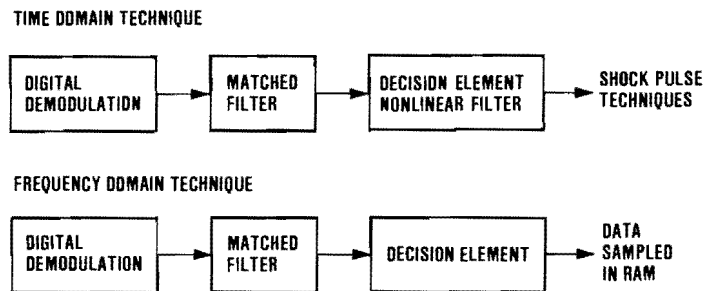 TIME DOMAIN TECHNIQUE
DIGITAL
DEMODULATION
MATCHED
FILTER
DECISION ELEMENT
NONLINEAR FILTER
SHOCK PULSE
TECHNIQUES
FREQUENCY DOMAIN TECHNIQUE
DIGITAL
DEMODULATION
MATCHED
FILTER
DECISION ELEMENT
DATA
SAMPLED
IN RAM